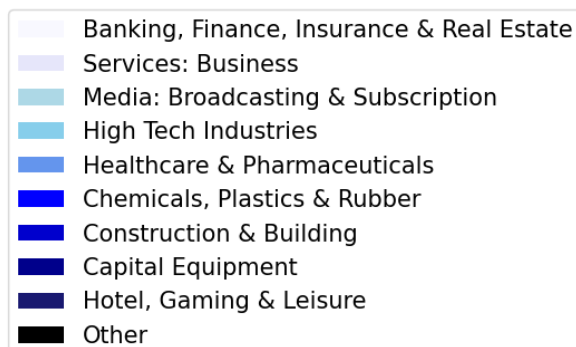 Banking, Finance, Insurance & Real Estate
Services: Business
Media: Broadcasting & Subscription
High Tech Industries
Healthcare & Pharmaceuticals
Chemicals, Plastics & Rubber
Construction & Building
Capital Equipment
Hotel, Gaming & Leisure
Other